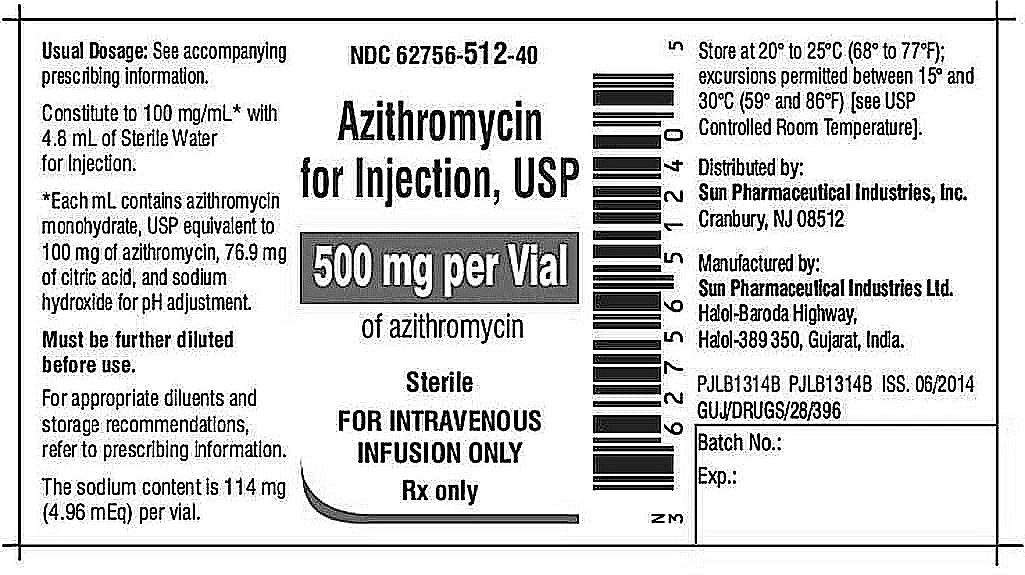 Usual Dosage: See accompanying
prescribing information.
Constitute to 100 mg/mL* with
4.8 mL of Sterile Water
for Injection.
*Each mL contains azithromycin
monohydrate, USP equivalent to
100 mg of azithromycin, 76.9 mg
of citric acid, and sodium
hydroxide for pH adjustment.
Must be further diluted
before use.
For appropriate diluents and
storage recommendations,
refer to prescribing information.
The sodium content is 114 mg
(4.96 mEq) per vial.
NDC 62756-512-40
Azithromycin
for Injection, USP
500 mg per Vial
of azithromycin
Sterile
FOR INTRAVENOUS
INFUSION ONLY
Rx only
N 3 62756 51240 5
Store at 20° to 25°C (68° to 77°F);
excursions permitted between 15° and
30°C (59° and 86°F) [see USP
Controlled Room Temperature].
Distributed by:
Sun Pharmaceutical Industries, Inc.
Cranbury, NJ 08512
Manufactured by:
Sun Pharmaceutical Industries Ltd.
Halol-Baroda Highway,
Halol-389 350, Gujarat, India.
PJLB1314B PJLB1314B ISS. 06/2014
GUJ/DRUGS/28/396
Batch No.:
Exp.: